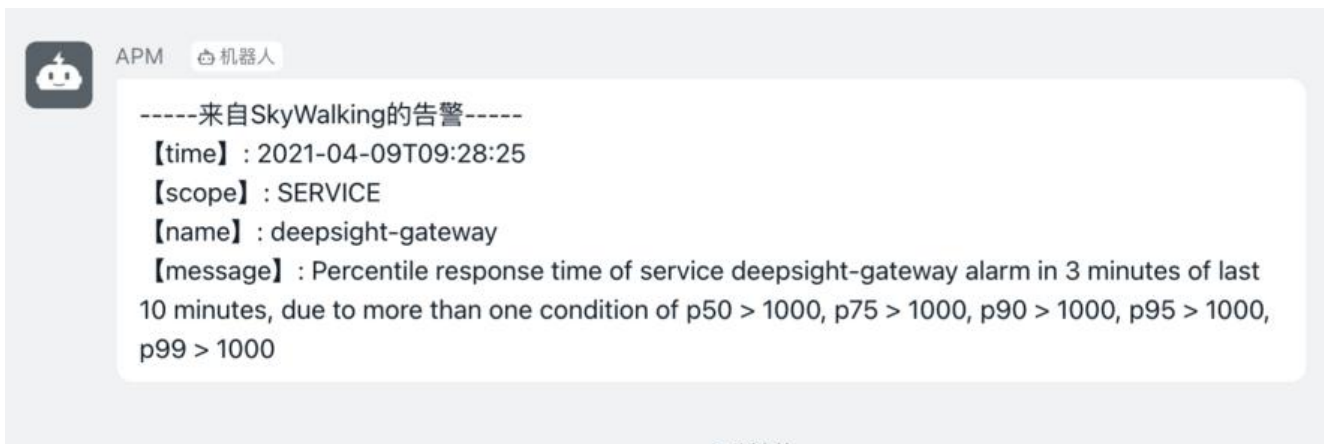 APM 机器人
-----来自SkyWalking的告警-----
【time】: 2021-04-09T09:28:25
【scope】: SERVICE
【name】: deepsight-gateway
【message】: Percentile response time of service deepsight-gateway alarm in 3 minutes of last
10 minutes, due to more than one condition of p50 > 1000, p75 > 1000, p90 > 1000, p95 > 1000,
p99 > 1000